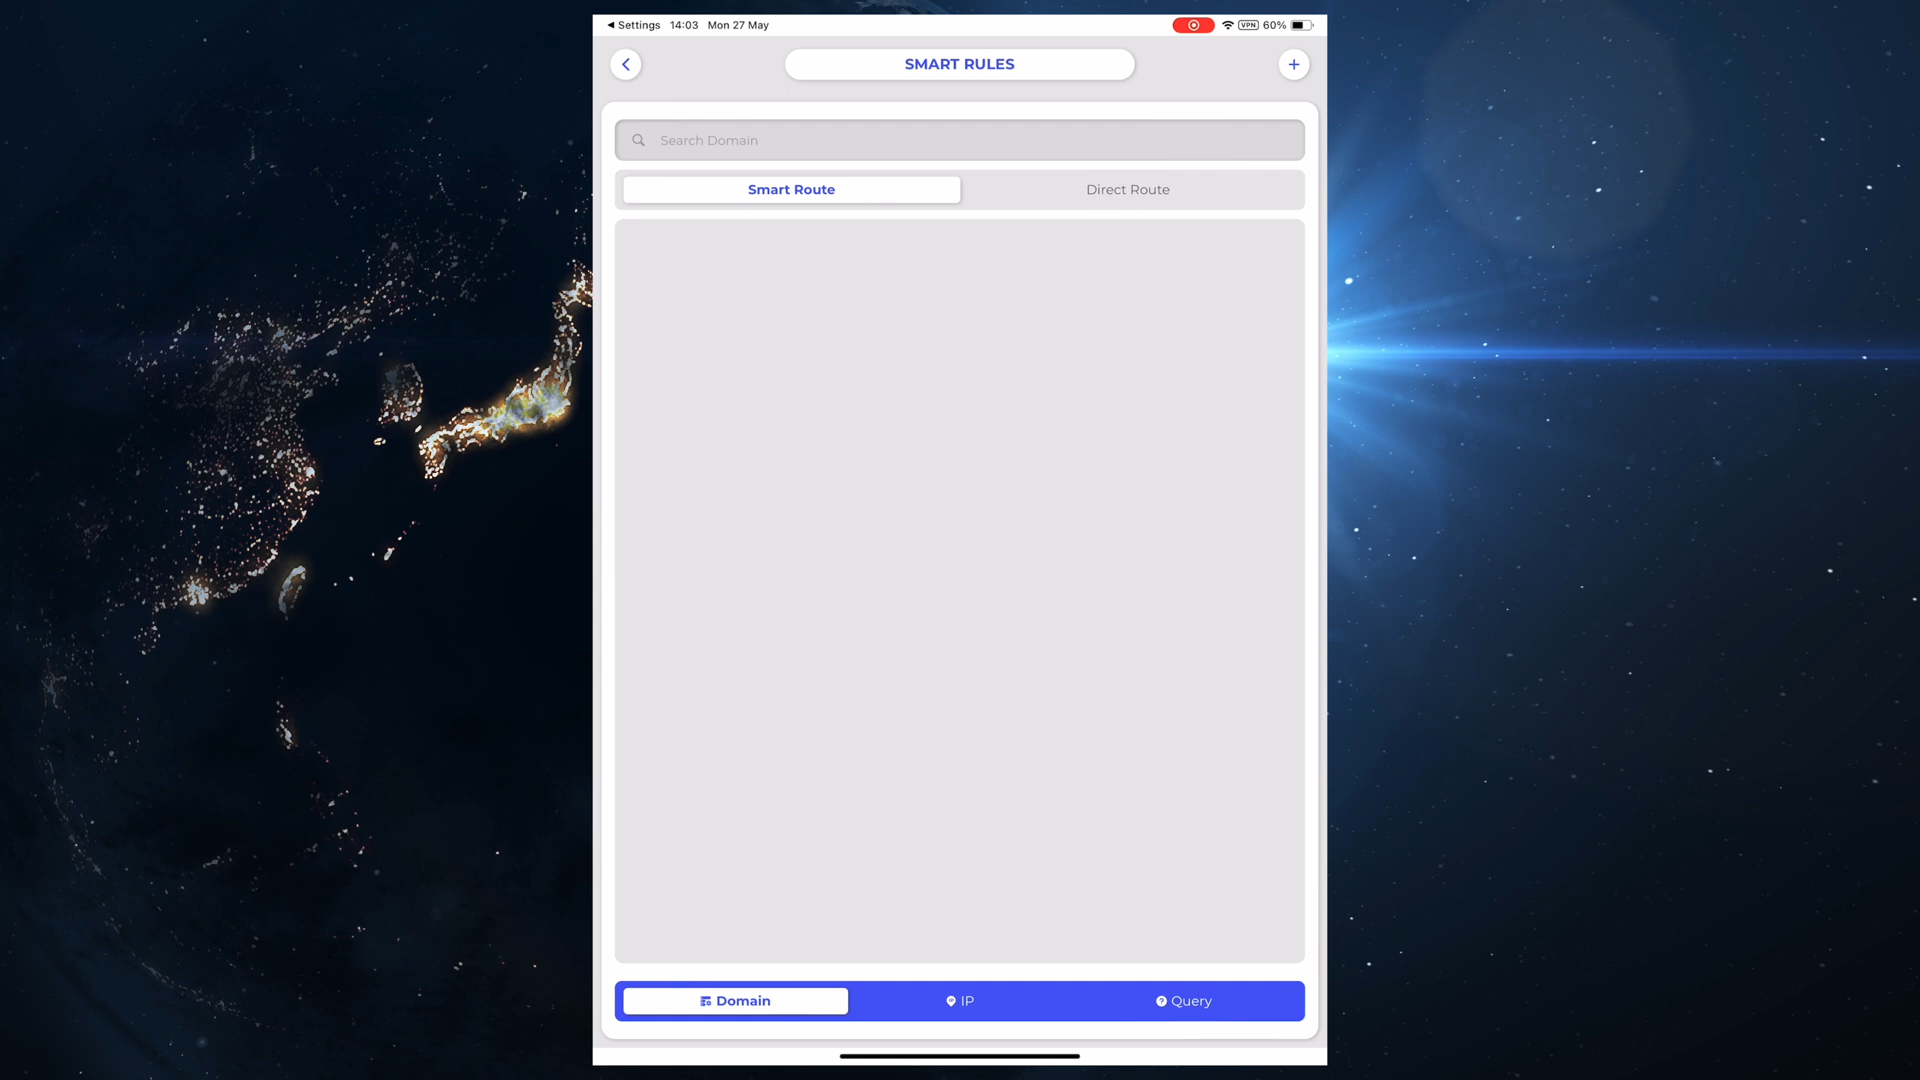 ◀ Settings 14:03 Mon 27 May VPN 60%
SMART RULES
Search Domain
Smart Route Direct Route
Domain IP Query